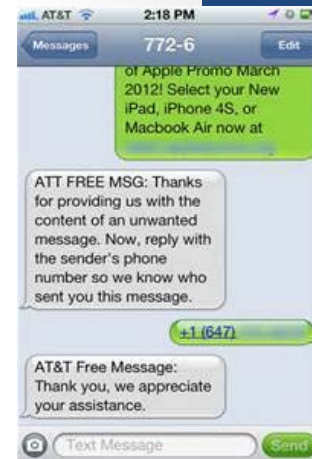 AT&T 2:18 PM
Messages 772-6 Edit
of Apple Promo March
2012! Select your New
iPad, iPhone 4S, or
Macbook Air now at
ATT FREE MSG: Thanks
for providing us with the
content of an unwanted
message. Now, reply with
the sender's phone
number so we know who
sent you this message.
+1 (647)
AT&T Free Message:
Thank you, we appreciate
your assistance.
Text Message Send